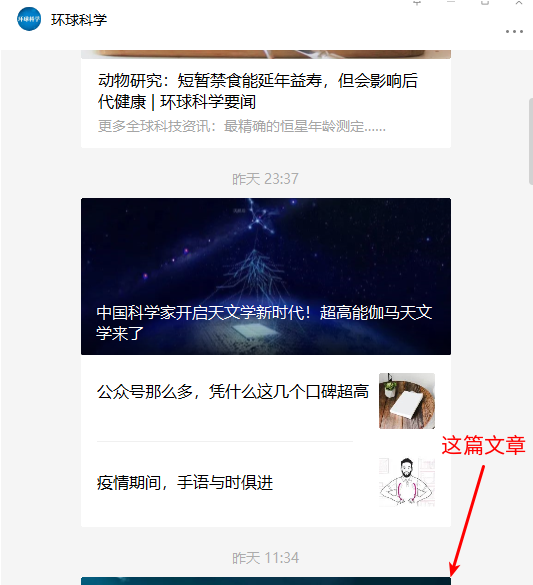 环球科学
动物研究：短暂禁食能延年益寿，但会影响后
代健康 | 环球科学要闻
更多全球科技资讯：最精确的恒星年龄测定......
昨天 23:37
中国科学家开启天文学新时代！超高能伽马天文
学来了
公众号那么多，凭什么这几个口碑超高
这篇文章
疫情期间，手语与时俱进
昨天 11:34